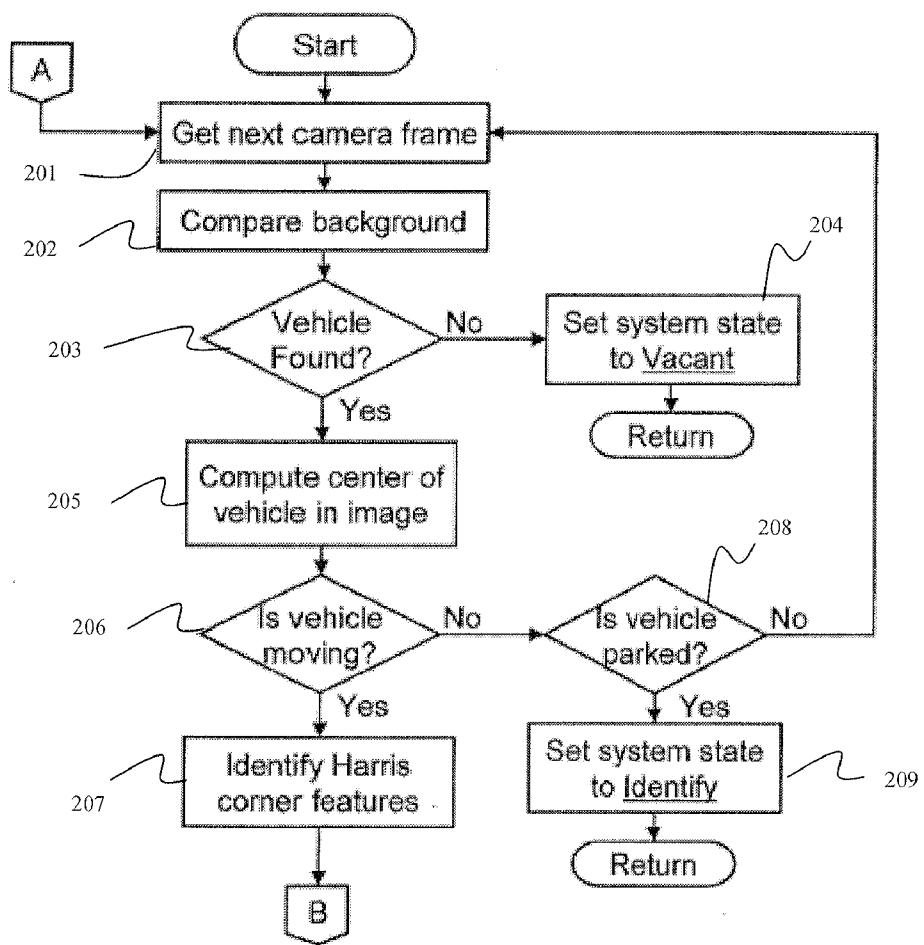 Start
A
Get next camera frame
201
Compare background
202
204
Vehicle
Found?
No
Set system state
to Vacant
203
Yes
Return
Compute center of
vehicle in image
205
208
Is vehicle
moving?
No
Is vehicle
parked?
No
206
Yes
Yes
Identify Harris
corner features
Set system state
to Identify
207
209
Return
B